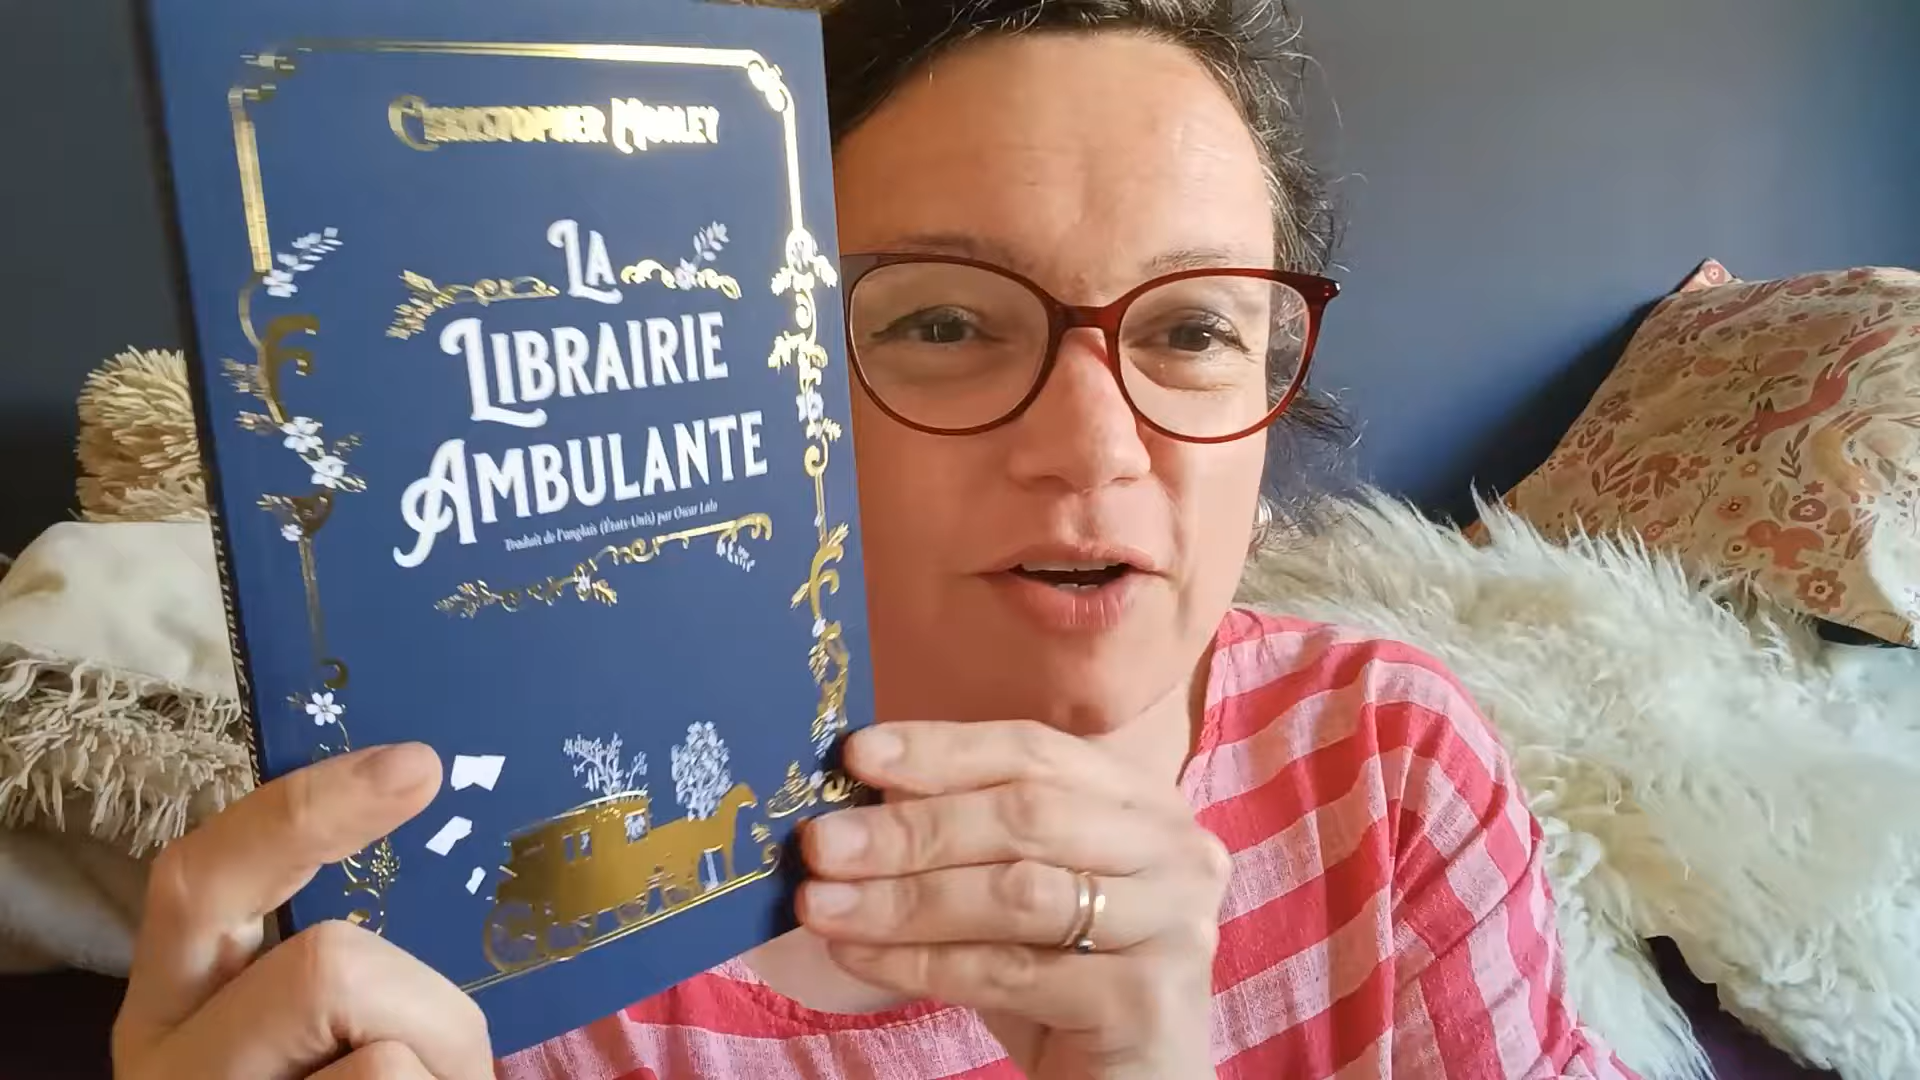 CHRISTOPHER MORLEY
LA
LIBRAIRIE
AMBULANTE
Traduit de l'anglais (États-Unis) par Oscar Lalo